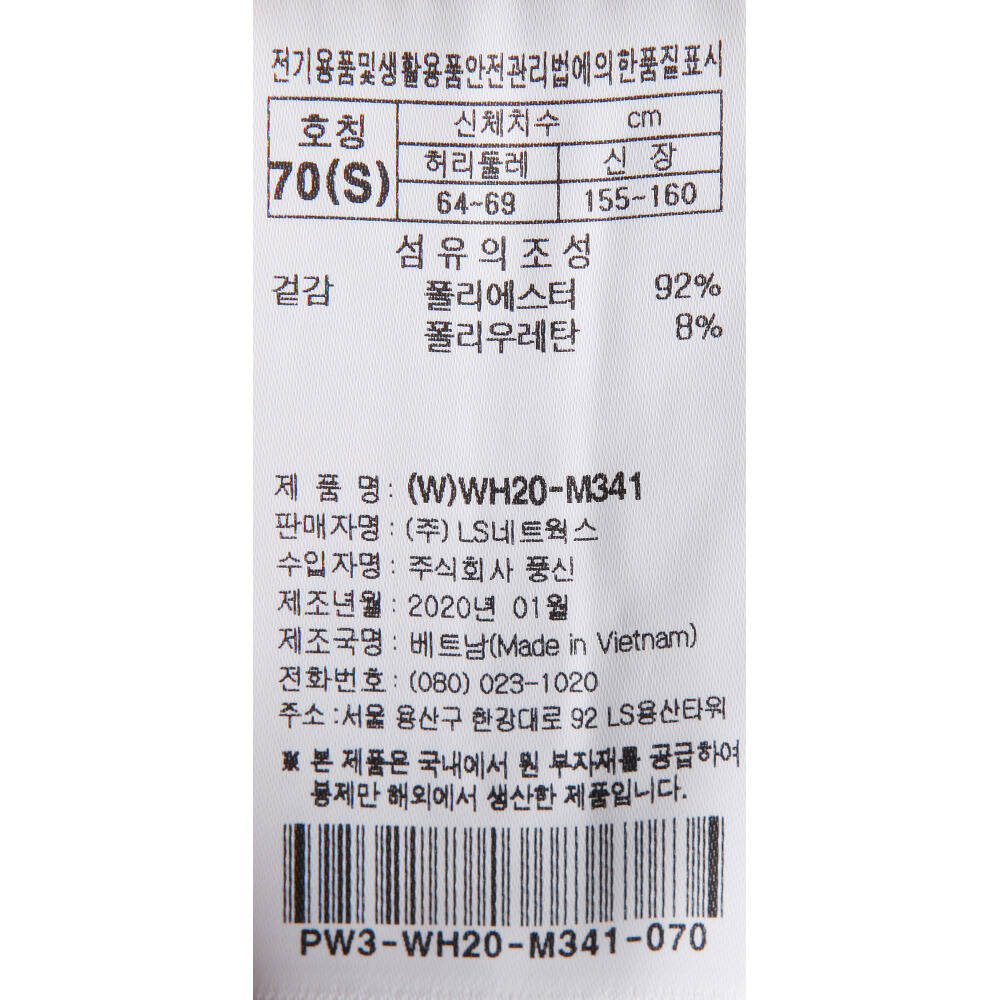 전기용품및생활용품안전관리법에의한품질표시
호칭 신체치수 cm
허리둘레 신 장
70(S) 64-69 155-160
섬유의조성
겉감 폴리에스터 92%
폴리우레탄 8%
제 품 명 : (W)WH20-M341
판매자명 : (주) LS네트웍스
수입자명 : 주식회사 풍신
제조년월 : 2020년 01월
제조국명 : 베트남(Made in Vietnam)
전화번호 : (080) 023-1020
주소 : 서울 용산구 한강대로 92 LS용산타워
※ 본 제품은 국내에서 원 부자재를 공급하여
봉제만 해외에서 생산한 제품입니다.
PW3-WH20-M341-070